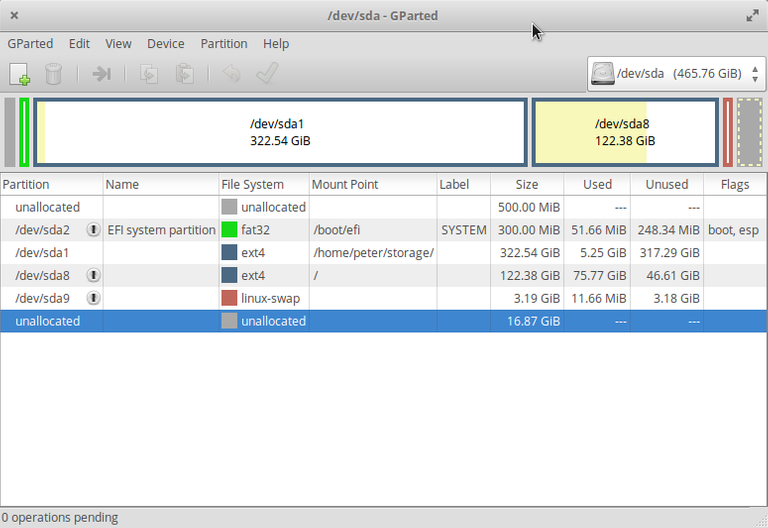 /dev/sda - GParted
GParted Edit View Device Partition Help
/dev/sda (465.76 GiB)
/dev/sda1
322.54 GiB
/dev/sda8
122.38 GiB
Partition Name File System Mount Point Label Size Used Unused Flags
unallocated unallocated 500.00 MiB --- ---
/dev/sda2 EFI system partition fat32 /boot/efi SYSTEM 300.00 MiB 51.66 MiB 248.34 MiB boot, esp
/dev/sda1 ext4 /home/peter/storage/ 322.54 GiB 5.25 GiB 317.29 GiB
/dev/sda8 ext4 / 122.38 GiB 75.77 GiB 46.61 GiB
/dev/sda9 linux-swap 3.19 GiB 11.66 MiB 3.18 GiB
unallocated unallocated 16.87 GiB --- ---
0 operations pending